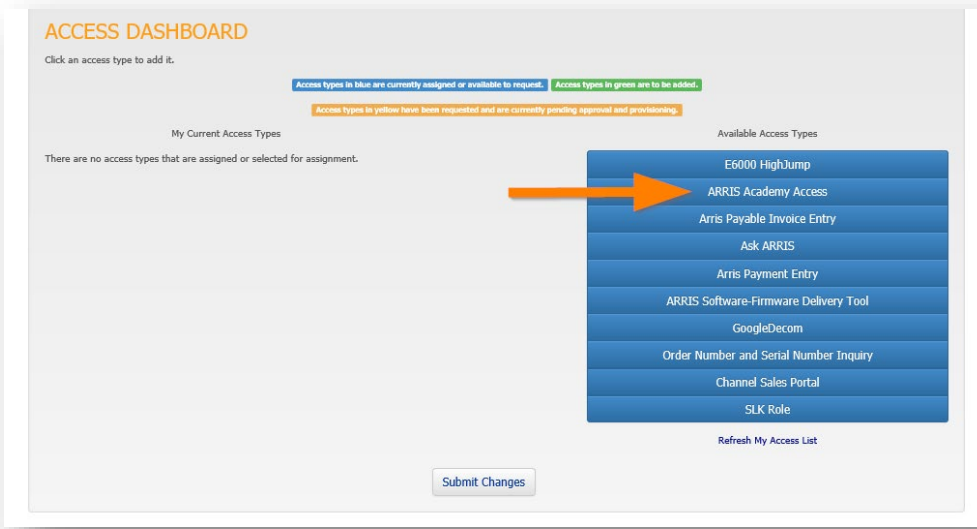 ACCESS DASHBOARD
Click an access type to add it.
Access types in blue are currently assigned or available to request. Access types in green are to be added.
Access types in yellow have been requested and are currently pending approval and provisioning.
My Current Access Types
There are no access types that are assigned or selected for assignment.
Available Access Types
E6000 HighJump
ARRIS Academy Access
Arris Payable Invoice Entry
Ask ARRIS
Arris Payment Entry
ARRIS Software-Firmware Delivery Tool
GoogleDecom
Order Number and Serial Number Inquiry
Channel Sales Portal
SLK Role
Refresh My Access List
Submit Changes